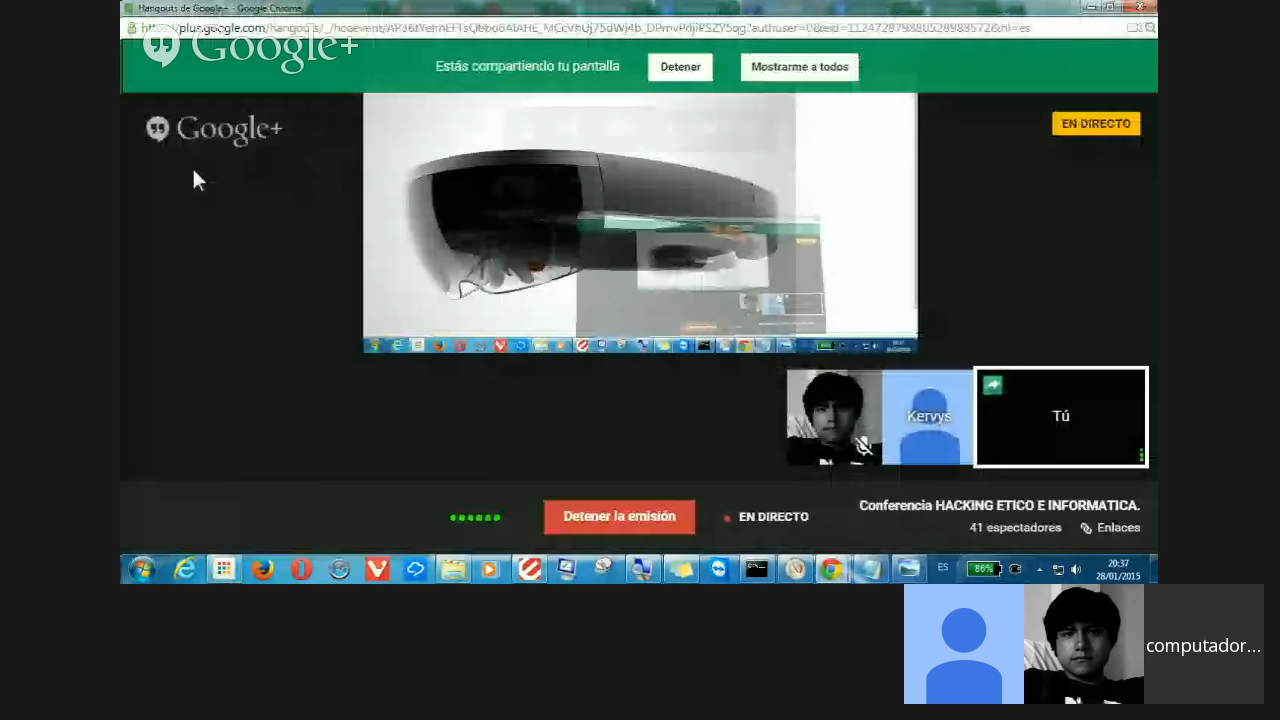 Hangouts de Google+ - Google Chrome
Google+
Estás compartiendo tu pantalla
Detener
Mostrarme a todos
Google+
EN DIRECTO
Kervys
Tú
Detener la emisión
EN DIRECTO
Conferencia HACKING ETICO E INFORMATICA.
41 espectadores
Enlaces
ES
86%
20:37
28/01/2015
computador...